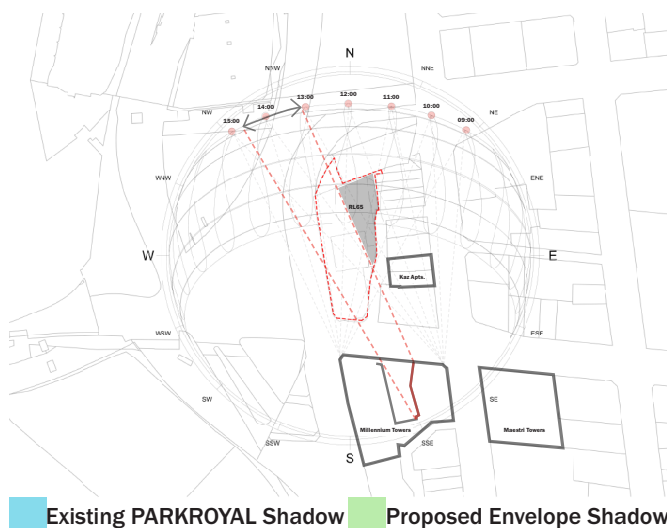 N
NNW
NNE
13:00
12:00
11:00
14:00
10:00
NW
NE
15:00
09:00
WNW
ENE
RL65
W
E
Kaz Apts.
WSW
ESE
SW
SE
Millennium Towers
Maestri Towers
SSW
SSE
S
Existing PARKROYAL Shadow
Proposed Envelope Shadow